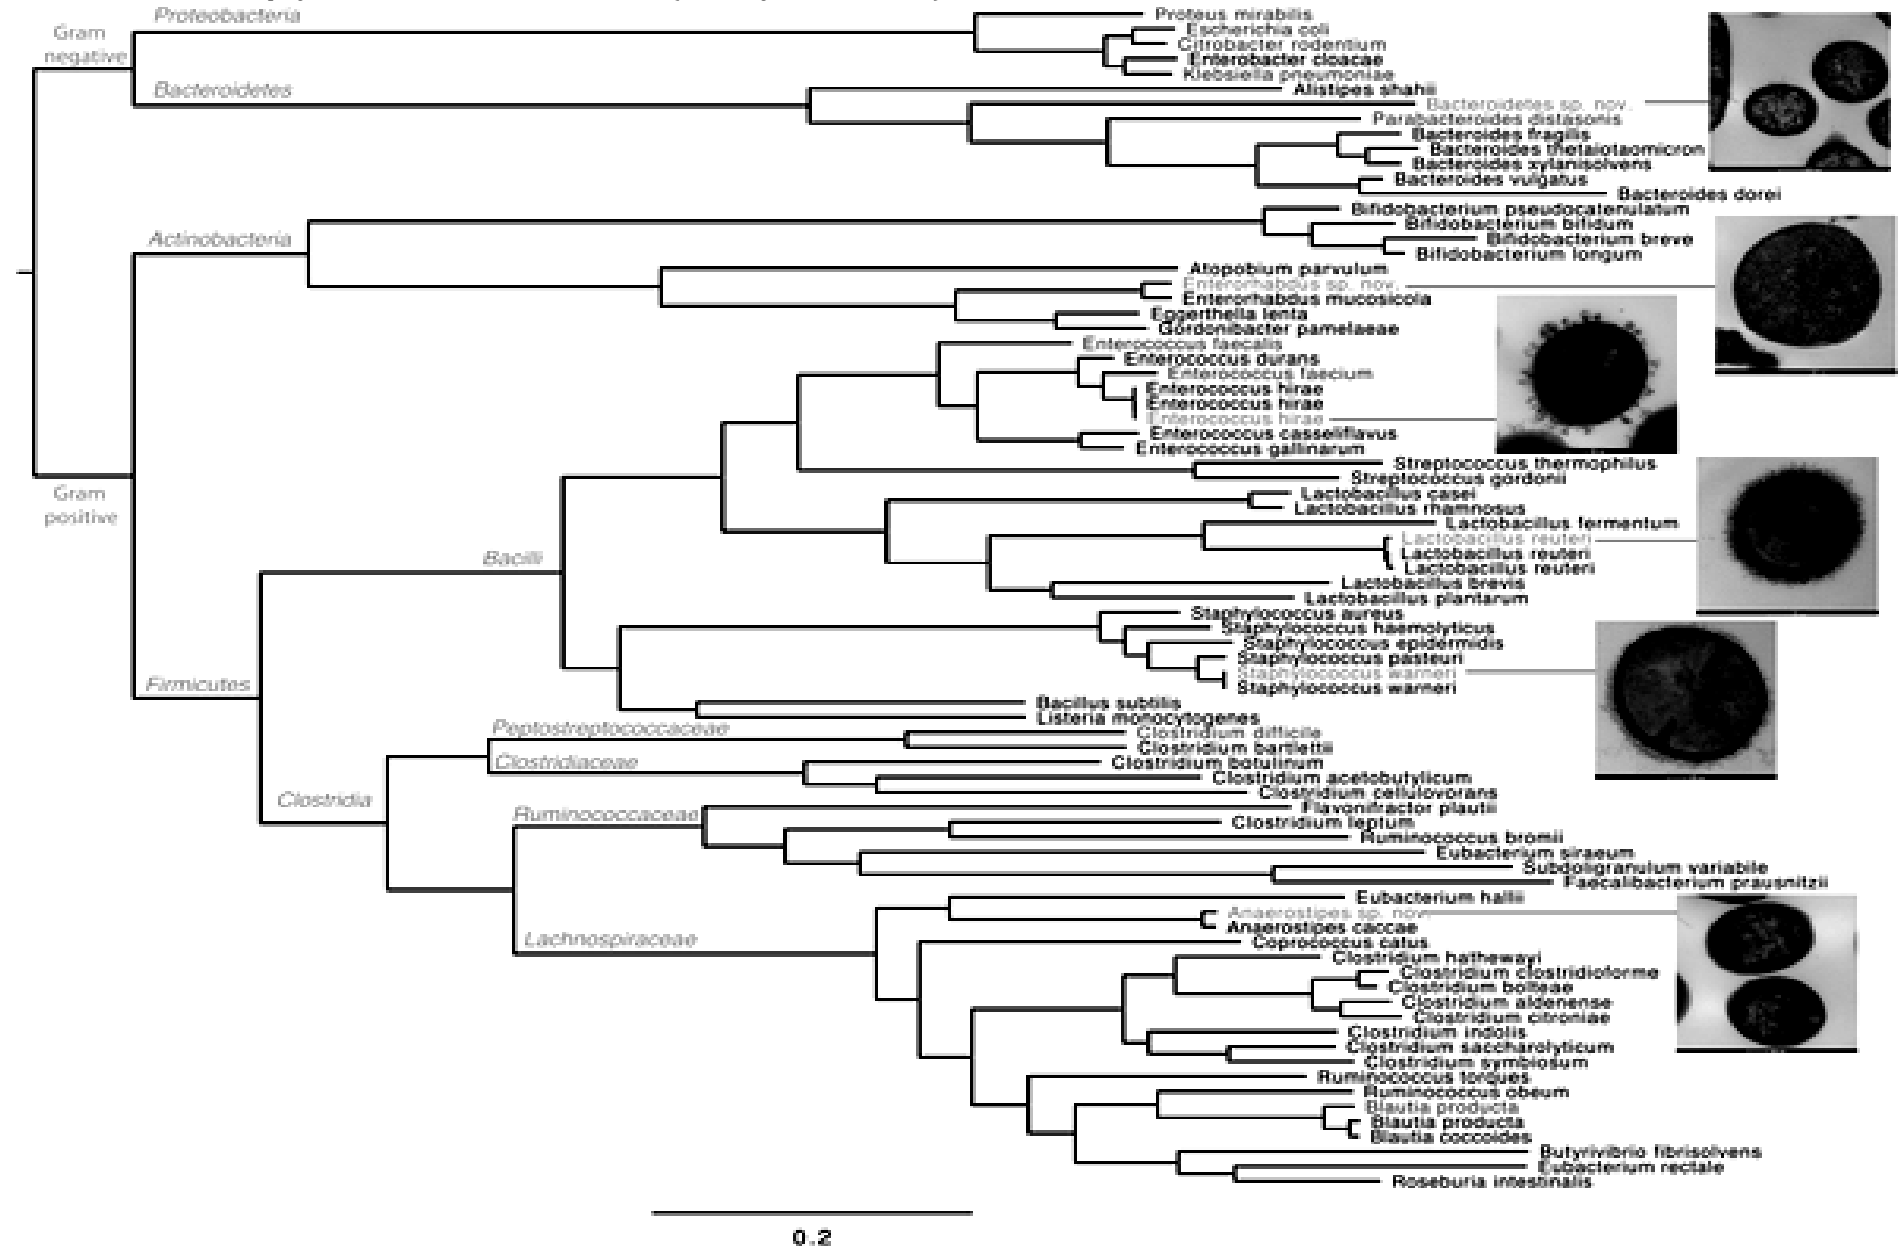 Proteobacteria
Gram
negative
Proteus mirabilis
Escherichia coli
Citrobacter rodentium
Enterobacter cloacae
Klebsiella pneumoniae
Bacteroidetes
Alistipes shahii
Bacteroidetes sp. nov.
Parabacteroides distasonis
Bacteroides fragilis
Bacteroides thetaiotaomicron
Bacteroides xylanisolvens
Bacteroides vulgatus
Bacteroides dorei
Bifidobacterium pseudocatenulatum
Bifidobacterium bifidum
Actinobacteria
Bifidobacterium breve
Bifidobacterium longum
Atopobium parvulum
Enterorhabdus sp. nov.
Enterorhabdus mucosicola
Eggerthella lenta
Gordonibacter pamelaeae
Enterococcus faecalis
Enterococcus durans
Enterococcus faecium
Enterococcus hirae
Enterococcus hirae
Enterococcus hirae
Enterococcus casseliflavus
Enterococcus gallinarum
Streptococcus thermophilus
Streptococcus gordonii
Gram
positive
Lactobacillus casei
Lactobacillus rhamnosus
Lactobacillus fermentum
Lactobacillus reuteri
Lactobacillus reuteri
Lactobacillus reuteri
Bacilli
Lactobacillus brevis
Lactobacillus plantarum
Staphylococcus aureus
Staphylococcus haemolyticus
Staphylococcus epidermidis
Staphylococcus pasteuri
Staphylococcus warneri
Staphylococcus warneri
Firmicutes
Bacillus subtilis
Listeria monocytogenes
Peptostreptococcaceae
Clostridium difficile
Clostridium bartlettii
Clostridiaceae
Clostridium botulinum
Clostridium acetobutylicum
Clostridium cellulovorans
Clostridia
Ruminococcaceae
Flavonifractor plautii
Clostridium leptum
Ruminococcus bromii
Eubacterium siraeum
Subdoligranulum variabile
Faecalibacterium prausnitzii
Eubacterium hallii
Anaerostipes sp. nov.
Anaerostipes caccae
Lachnospiraceae
Coprococcus catus
Clostridium hathewayi
Clostridium clostridioforme
Clostridium bolteae
Clostridium aldenense
Clostridium citroniae
Clostridium indolis
Clostridium saccharolyticum
Clostridium symbiosum
Ruminococcus torques
Ruminococcus obeum
Blautia producta
Blautia producta
Blautia coccoides
Butyrivibrio fibrisolvens
Eubacterium rectale
Roseburia intestinalis
0.2